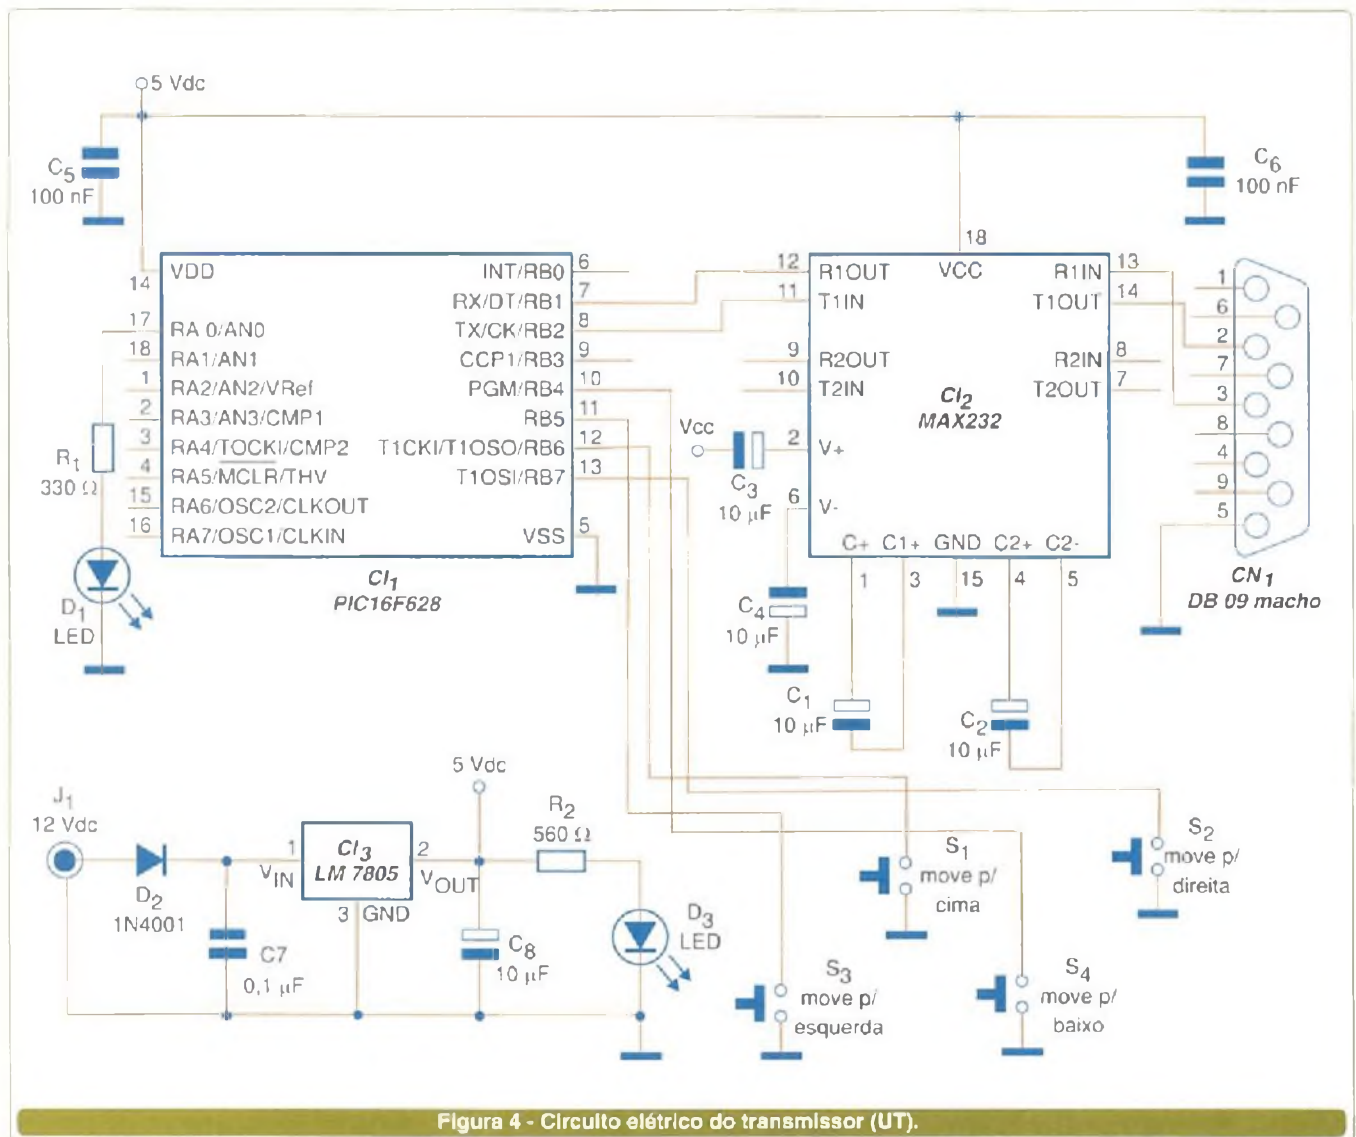 5 Vdc
C5
100 nF
C6
100 nF
14
VDD
17
RA 0/AN0
18
RA1/AN1
1
RA2/AN2/VRef
2
RA3/AN3/CMP1
3
RA4/TOCKI/CMP2
4
RA5/MCLR/THV
15
RA6/OSC2/CLKOUT
16
RA7/OSC1/CLKIN
INT/RB0
6
RX/DT/RB1
7
TX/CK/RB2
8
CCP1/RB3
9
PGM/RB4
10
RB5
11
T1CKI/T1OSO/RB6
12
T1OSI/RB7
13
VSS
5
CI1
PIC16F628
R1
330 Ω
D1
LED
18
VCC
12
R1OUT
11
T1IN
9
R2OUT
10
T2IN
2
V+
6
V-
R1IN
13
T1OUT
14
R2IN
8
T2OUT
7
CI2
MAX232
C+
C1+
GND
C2+
C2-
1
3
15
4
5
Vcc
C3
10 µF
C4
10 µF
C1
10 µF
C2
10 µF
1
6
2
7
3
8
4
9
5
CN1
DB 09 macho
J1
12 Vdc
D2
1N4001
1
VIN
CI3
LM 7805
2
VOUT
3
GND
C7
0,1 µF
5 Vdc
C8
10 µF
R2
560 Ω
D3
LED
S1
move p/
cima
S2
move p/
direita
S3
move p/
esquerda
S4
move p/
baixo
Figura 4 - Circuito elétrico do transmissor (UT).